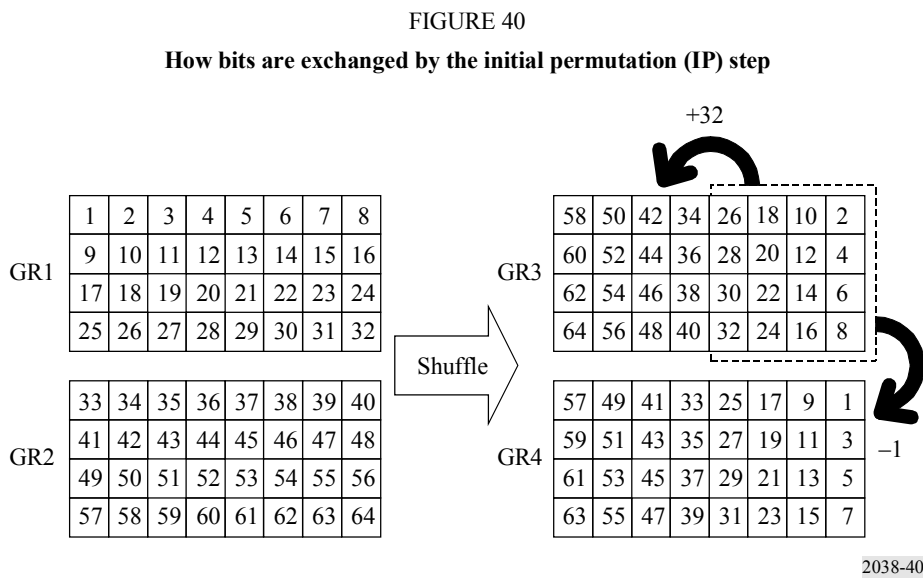 FIGURE 40
How bits are exchanged by the initial permutation (IP) step
+32
1 2 3 4 5 6 7 8
9 10 11 12 13 14 15 16
GR1
17 18 19 20 21 22 23 24
25 26 27 28 29 30 31 32
33 34 35 36 37 38 39 40
41 42 43 44 45 46 47 48
GR2
49 50 51 52 53 54 55 56
57 58 59 60 61 62 63 64
Shuffle
58 50 42 34 26 18 10 2
60 52 44 36 28 20 12 4
GR3
62 54 46 38 30 22 14 6
64 56 48 40 32 24 16 8
57 49 41 33 25 17 9 1
59 51 43 35 27 19 11 3
GR4
–1
61 53 45 37 29 21 13 5
63 55 47 39 31 23 15 7
2038-40